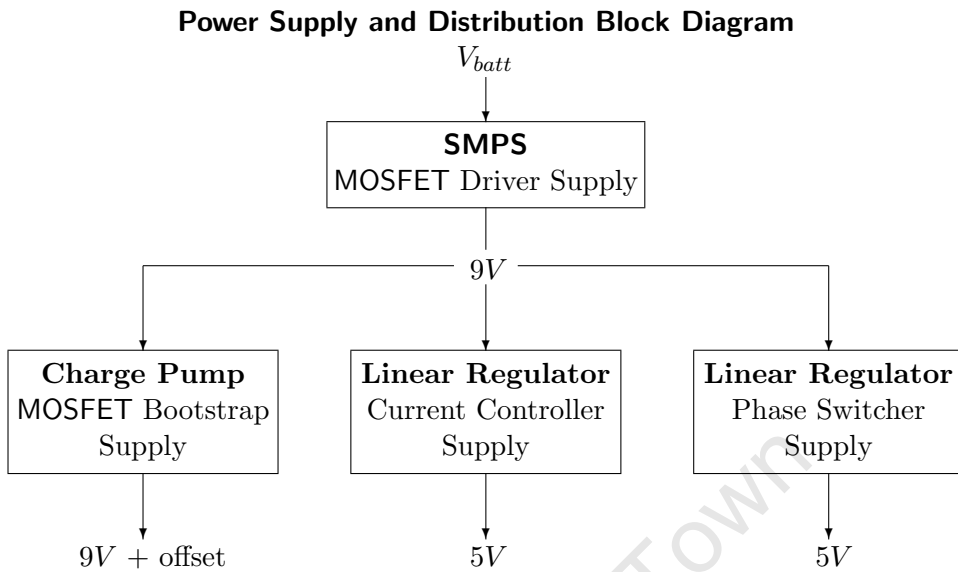 Power Supply and Distribution Block Diagram
V_batt
SMPS
MOSFET Driver Supply
9V
Charge Pump
MOSFET Bootstrap
Supply
Linear Regulator
Current Controller
Supply
Linear Regulator
Phase Switcher
Supply
9V + offset
5V
5V
Town